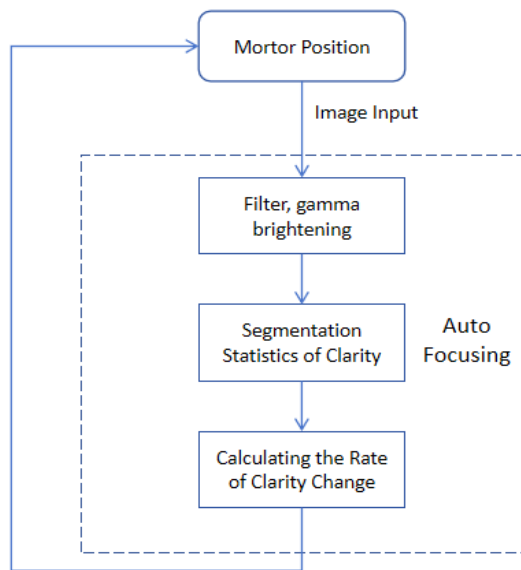 Mortor Position
Image Input
Filter, gamma
brightening
Segmentation
Statistics of Clarity
Auto
Focusing
Calculating the Rate
of Clarity Change